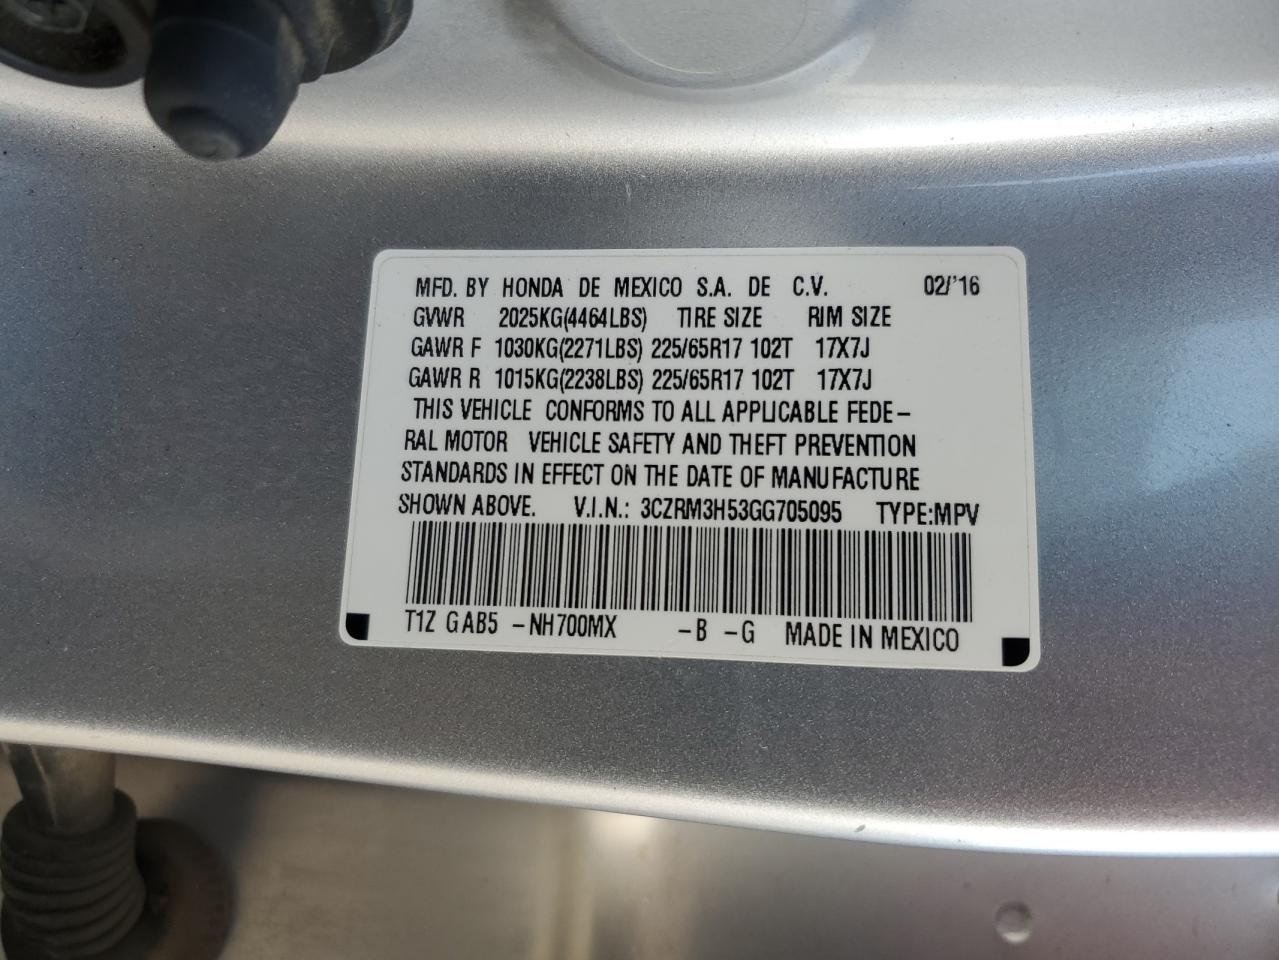 MFD. BY HONDA DE MEXICO S.A. DE C.V. 02/'16
GVWR 2025KG(4464LBS) TIRE SIZE RIM SIZE
GAWR F 1030KG(2271LBS) 225/65R17 102T 17X7J
GAWR R 1015KG(2238LBS) 225/65R17 102T 17X7J
THIS VEHICLE CONFORMS TO ALL APPLICABLE FEDE-
RAL MOTOR VEHICLE SAFETY AND THEFT PREVENTION
STANDARDS IN EFFECT ON THE DATE OF MANUFACTURE
SHOWN ABOVE. V.I.N.: 3CZRM3H53GG705095 TYPE:MPV
T1Z GAB5 -NH700MX -B -G MADE IN MEXICO